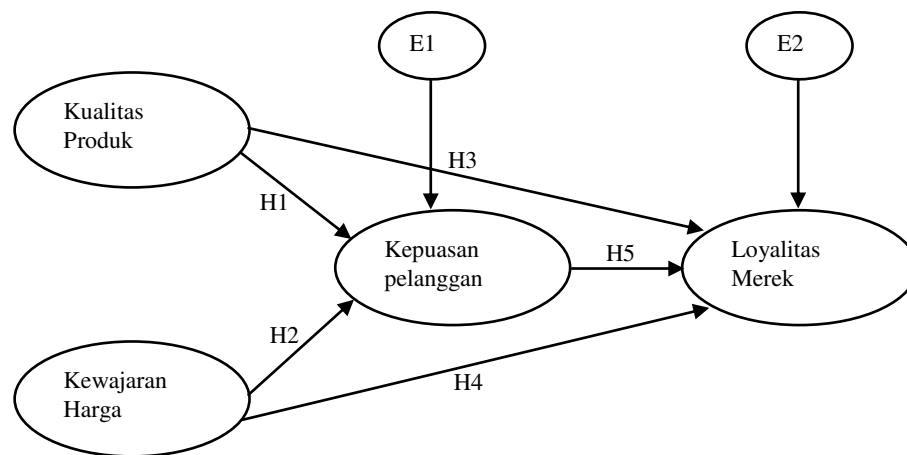 E1
E2
Kualitas
Produk
H3
H1
Kepuasan
pelanggan
H5
Loyalitas
Merek
H2
Kewajaran
Harga
H4